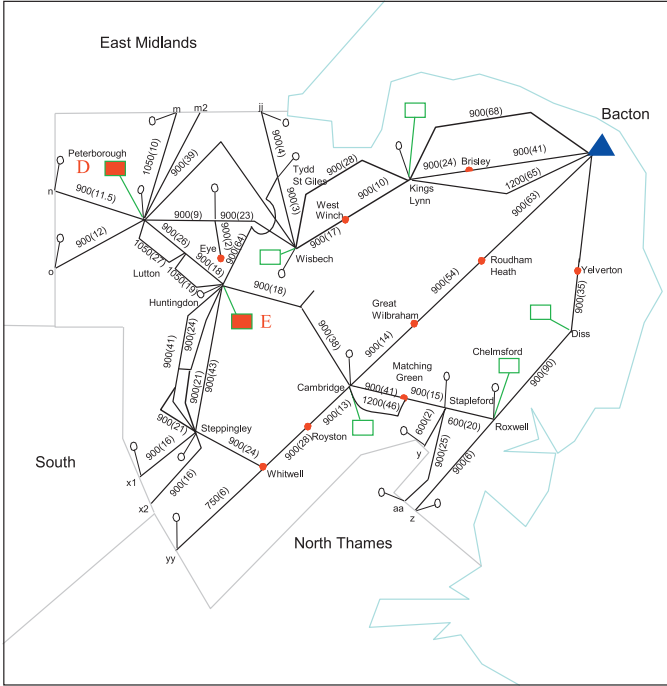 East Midlands
m
m2
jj
Bacton
Peterborough
D
1050(10)
900(39)
900(4)
900(3)
Tydd
St Giles
900(28)
900(68)
900(24)
Brisley
900(41)
1200(65)
Kings
Lynn
900(10)
West
Winch
900(17)
n
900(11.5)
900(9)
900(23)
900(2)
900(64)
Eye
Wisbech
900(63)
o
900(12)
900(26)
1050(27)
900(18)
Lutton
1050(19)
Huntingdon
E
900(18)
Roudham
Heath
Yelverton
900(54)
900(35)
Great
Wilbraham
900(14)
Diss
900(38)
900(41)
900(24)
900(43)
900(21)
Matching
Green
Chelmsford
900(90)
Cambridge
900(41)
1200(46)
900(15)
Stapleford
600(20)
Roxwell
900(13)
Royston
900(28)
600(2)
y
900(25)
900(6)
900(21)
Steppingley
900(16)
900(24)
900(16)
Whitwell
South
x1
x2
750(6)
aa
z
yy
North Thames